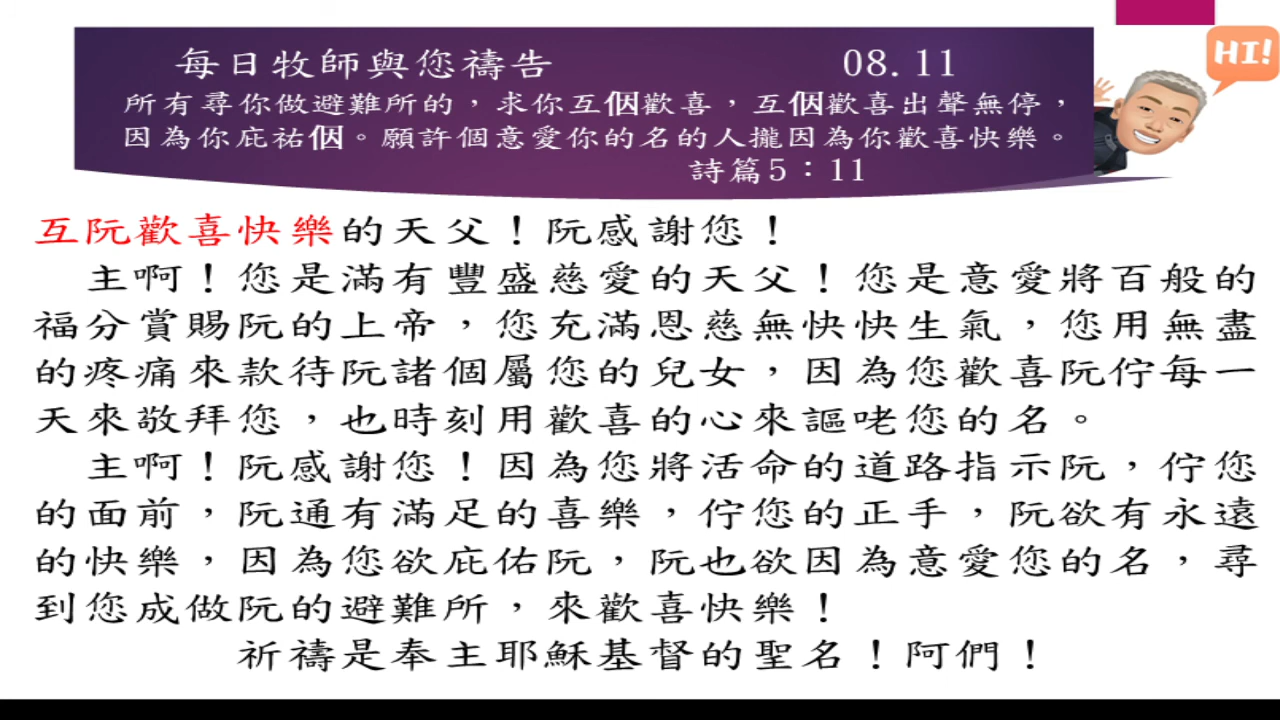 每日牧師與您禱告 08.11
HI!
所有尋你做避難所的，求你互𪜶歡喜，互𪜶歡喜出聲無停，
因為你庇祐𪜶。願許個意愛你的名的人攏因為你歡喜快樂。
詩篇5：11
互阮歡喜快樂的天父！阮感謝您！
主啊！您是滿有豐盛慈愛的天父！您是意愛將百般的
福分賞賜阮的上帝，您充滿恩慈無快快生氣，您用無盡
的疼痛來款待阮諸個屬您的兒女，因為您歡喜阮佇每一
天來敬拜您，也時刻用歡喜的心來謳咾您的名。
主啊！阮感謝您！因為您將活命的道路指示阮，佇您
的面前，阮通有滿足的喜樂，佇您的正手，阮欲有永遠
的快樂，因為您欲庇佑阮，阮也欲因為意愛您的名，尋
到您成做阮的避難所，來歡喜快樂！
祈禱是奉主耶穌基督的聖名！阿們！